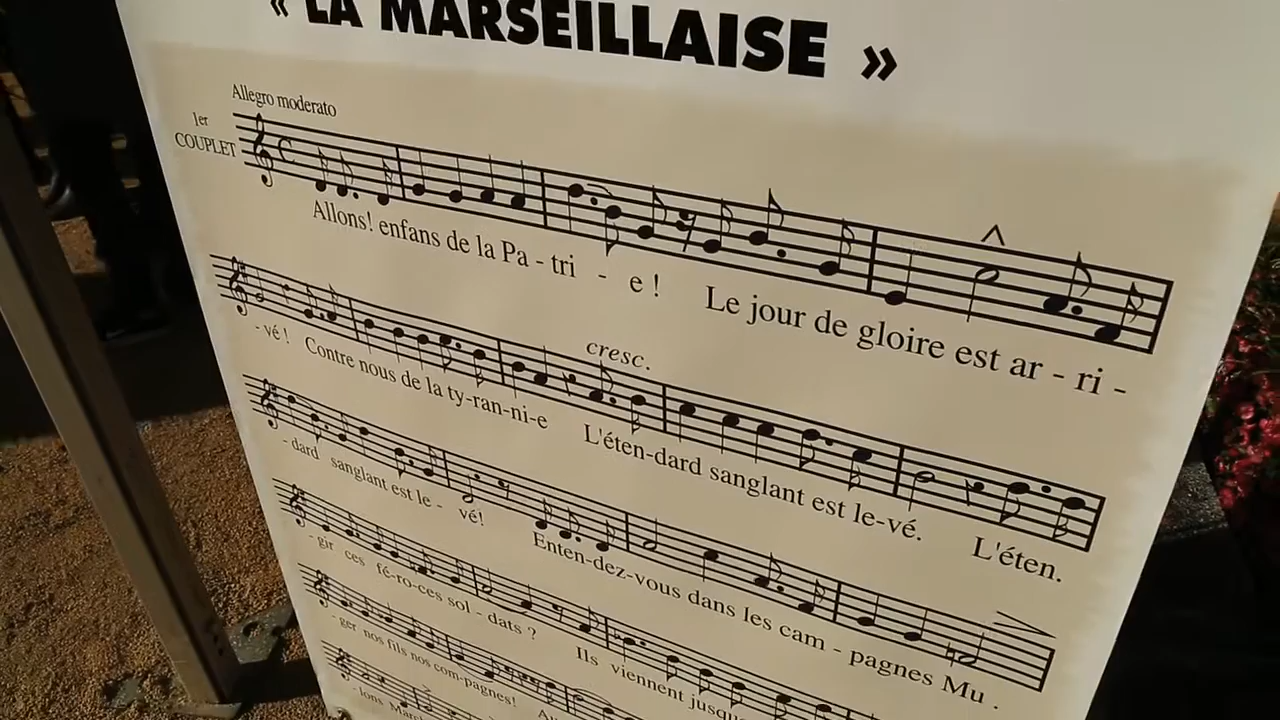 « LA MARSEILLAISE »
Allegro moderato
1er
COUPLET
Allons! enfans de la Pa - tri - e ! Le jour de gloire est ar - ri -
cresc.
- vé ! Contre nous de la ty-ran-ni-e L'éten-dard sanglant est le-vé. L'éten.
- dard sanglant est le - vé! Enten-dez-vous dans les cam - pagnes Mu .
- gir ces fé-ro-ces sol - dats ? Ils viennent jusqu
- ger nos fils nos com-pagnes!
- lons